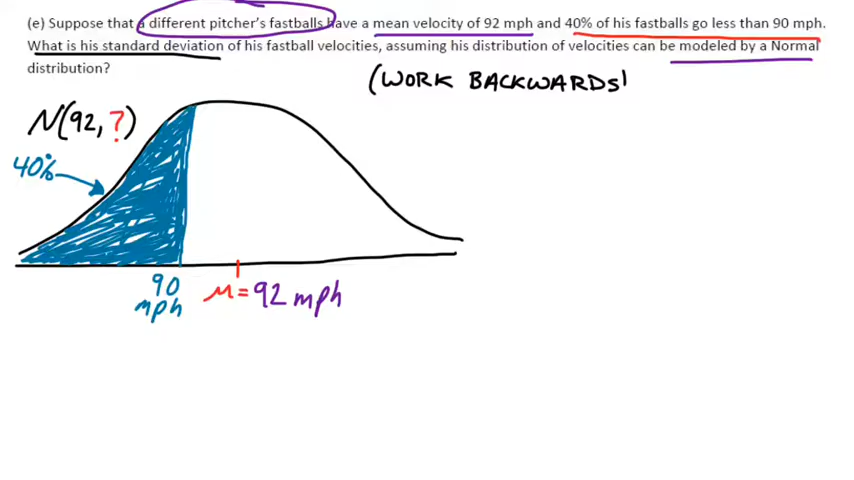 (e) Suppose that a different pitcher's fastballs have a mean velocity of 92 mph and 40% of his fastballs go less than 90 mph.
What is his standard deviation of his fastball velocities, assuming his distribution of velocities can be modeled by a Normal
distribution?
(WORK BACKWARDS'
N(92, ?)
40%
90
mph
μ = 92 mph